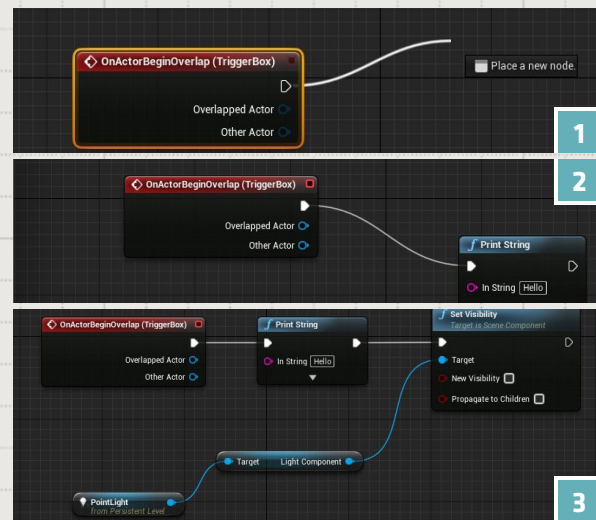 OnActorBeginOverlap (TriggerBox)
Overlapped Actor
Other Actor
Place a new node.
1
2
OnActorBeginOverlap (TriggerBox)
Overlapped Actor
Other Actor
Print String
In String Hello
OnActorBeginOverlap (TriggerBox)
Overlapped Actor
Other Actor
Print String
In String Hello
Set Visibility
Target is Scene Component
Target
New Visibility
Propagate to Children
Target Light Component
PointLight
from Persistent Level
3